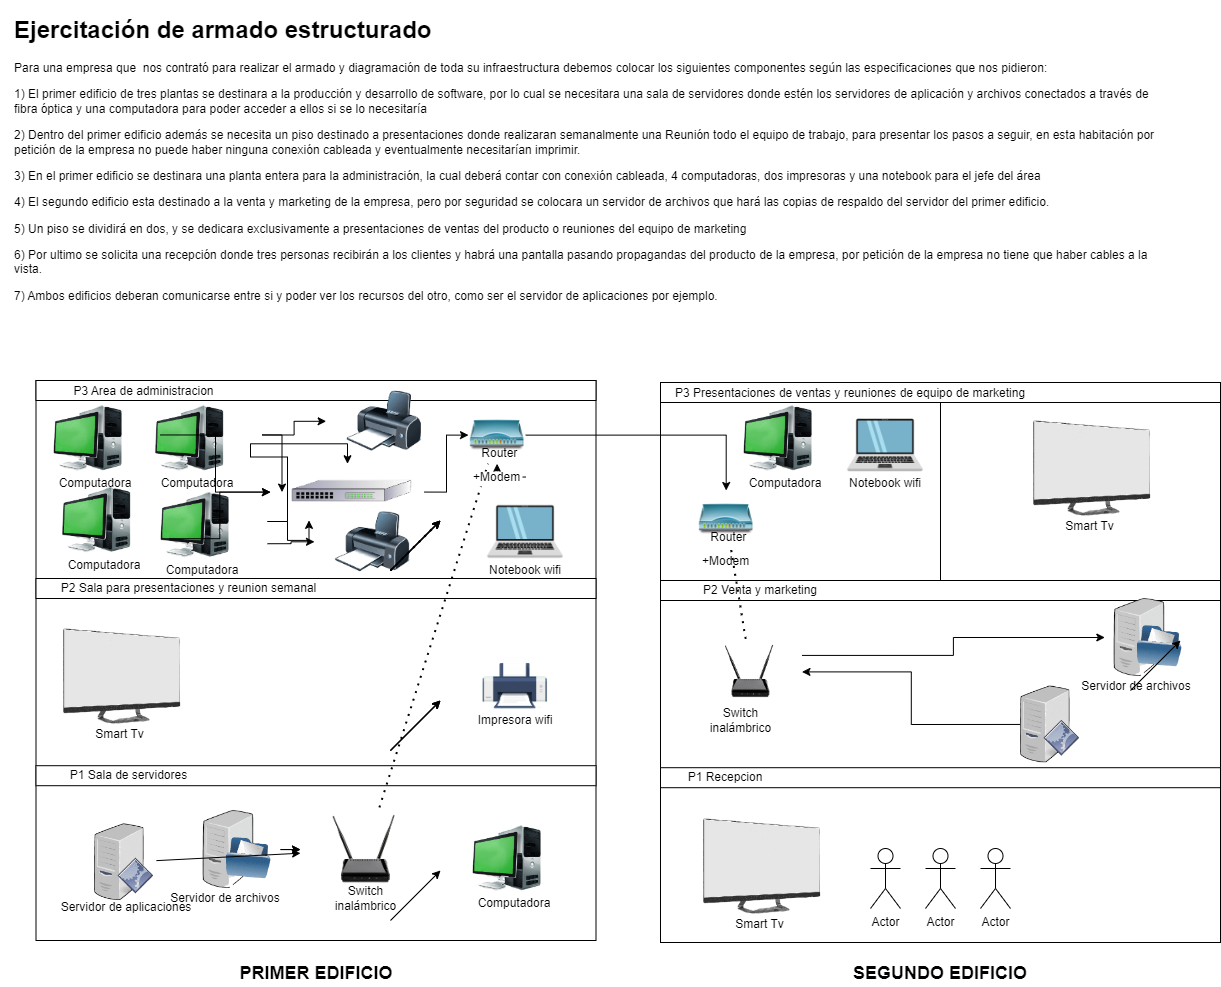 Ejercitación de armado estructurado
Para una empresa que  nos contrató para realizar el armado y diagramación de toda su infraestructura debemos colocar los siguientes componentes según las especificaciones que nos pidieron:
1) El primer edificio de tres plantas se destinara a la producción y desarrollo de software, por lo cual se necesitara una sala de servidores donde estén los servidores de aplicación y archivos conectados a través de
fibra óptica y una computadora para poder acceder a ellos si se lo necesitaría
2) Dentro del primer edificio además se necesita un piso destinado a presentaciones donde realizaran semanalmente una Reunión todo el equipo de trabajo, para presentar los pasos a seguir, en esta habitación por
petición de la empresa no puede haber ninguna conexión cableada y eventualmente necesitarían imprimir.
3) En el primer edificio se destinara una planta entera para la administración, la cual deberá contar con conexión cableada, 4 computadoras, dos impresoras y una notebook para el jefe del área
4) El segundo edificio esta destinado a la venta y marketing de la empresa, pero por seguridad se colocara un servidor de archivos que hará las copias de respaldo del servidor del primer edificio.
5) Un piso se dividirá en dos, y se dedicara exclusivamente a presentaciones de ventas del producto o reuniones del equipo de marketing
6) Por ultimo se solicita una recepción donde tres personas recibirán a los clientes y habrá una pantalla pasando propagandas del producto de la empresa, por petición de la empresa no tiene que haber cables a la
vista.
7) Ambos edificios deberan comunicarse entre si y poder ver los recursos del otro, como ser el servidor de aplicaciones por ejemplo.
P3 Area de administracion
Computadora
Computadora
Router
+Modem
Computadora
Computadora
Notebook wifi
P2 Sala para presentaciones y reunion semanal
Smart Tv
Impresora wifi
P1 Sala de servidores
Servidor de aplicaciones
Servidor de archivos
Switch
inalámbrico
Computadora
PRIMER EDIFICIO
P3 Presentaciones de ventas y reuniones de equipo de marketing
Computadora
Notebook wifi
Smart Tv
Router
+Modem
P2 Venta y marketing
Servidor de archivos
Switch
inalámbrico
P1 Recepcion
Smart Tv
Actor
Actor
Actor
SEGUNDO EDIFICIO